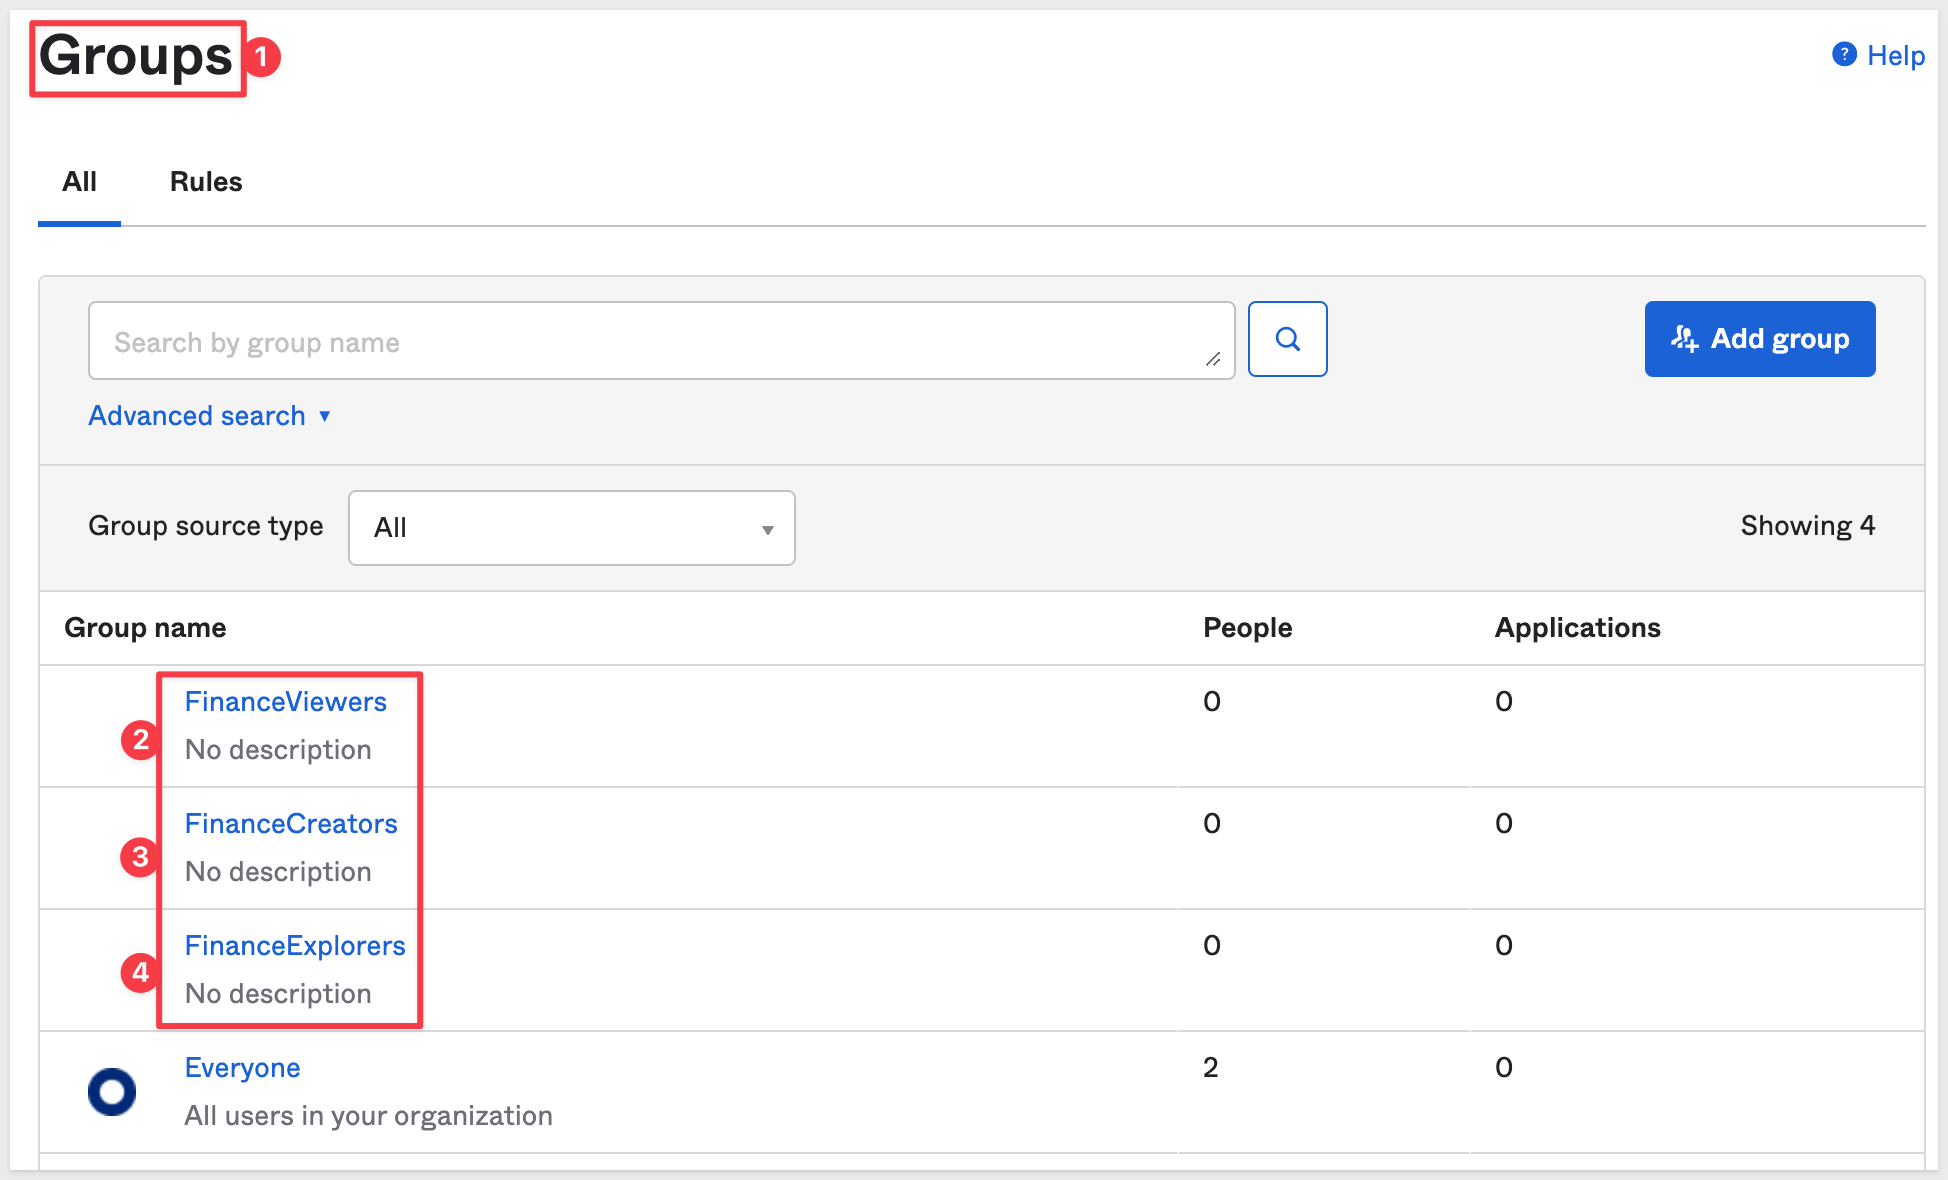 Groups 1
? Help
All Rules
Search by group name
Add group
Advanced search ▼
Group source type All ▼ Showing 4
Group name People Applications
FinanceViewers 0 0
2
No description
FinanceCreators 0 0
3
No description
FinanceExplorers 0 0
4
No description
Everyone 2 0
All users in your organization